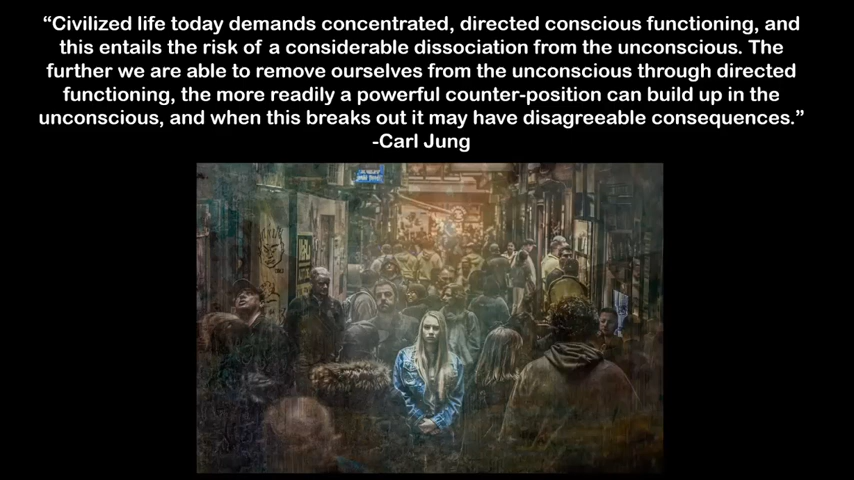 “Civilized life today demands concentrated, directed conscious functioning, and
this entails the risk of a considerable dissociation from the unconscious. The
further we are able to remove ourselves from the unconscious through directed
functioning, the more readily a powerful counter-position can build up in the
unconscious, and when this breaks out it may have disagreeable consequences.”
-Carl Jung